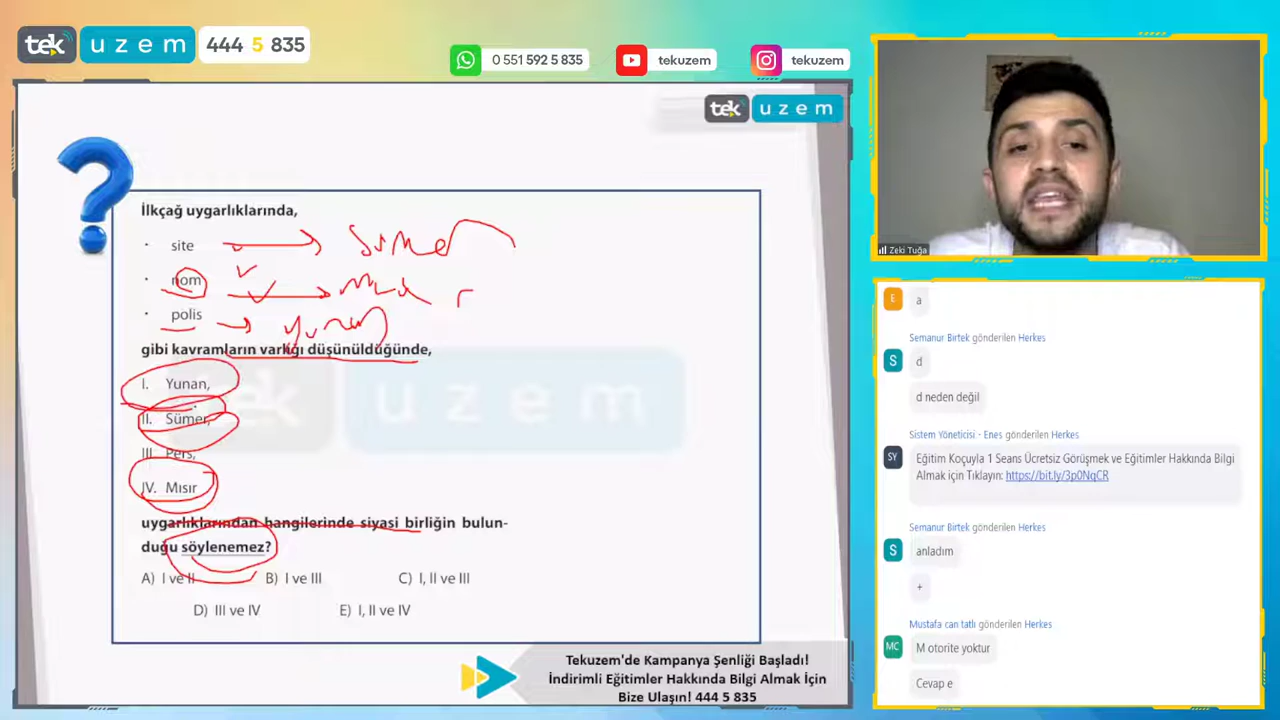 tek uzem 444 5 835
0 551 592 5 835
tekuzem
tekuzem
tek uzem
İlkçağ uygarlıklarında,
· site Sümer
· nom Mısır
· polis yunan
gibi kavramların varlığı düşünüldüğünde,
I. Yunan,
II. Sümer,
III. Pers,
IV. Mısır
uygarlıklarından hangilerinde siyasi birliğin bulun-
duğu söylenemez?
A) I ve II B) I ve III C) I, II ve III
D) III ve IV E) I, II ve IV
tek uzem
Tekuzem'de Kampanya Şenliği Başladı!
İndirimli Eğitimler Hakkında Bilgi Almak İçin
Bize Ulaşın! 444 5 835
Zeki Tuğa
E
a
Semanur Birtek gönderilen Herkes
S
d
d neden değil
Sistem Yöneticisi - Enes gönderilen Herkes
SY
Eğitim Koçuyla 1 Seans Ücretsiz Görüşmek ve Eğitimler Hakkında Bilgi
Almak için Tıklayın: https://bit.ly/3p0NqCR
Semanur Birtek gönderilen Herkes
S
anladım
+
Mustafa can tatlı gönderilen Herkes
MC
M otorite yoktur
Cevap e